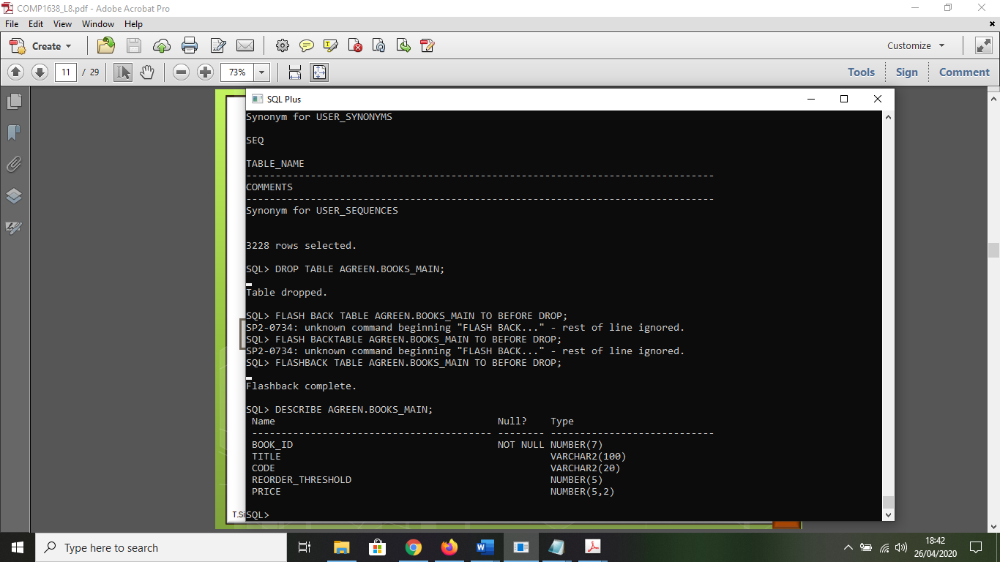 COMP1638_L8.pdf - Adobe Acrobat Pro
File Edit View Window Help
Create
Customize
11 / 29
73%
Tools Sign Comment
SQL Plus
Synonym for USER_SYNONYMS
SEQ
TABLE_NAME
--------------------------------------------------------------------------------
COMMENTS
--------------------------------------------------------------------------------
Synonym for USER_SEQUENCES
3228 rows selected.
SQL> DROP TABLE AGREEN.BOOKS_MAIN;
Table dropped.
SQL> FLASH BACK TABLE AGREEN.BOOKS_MAIN TO BEFORE DROP;
SP2-0734: unknown command beginning "FLASH BACK..." - rest of line ignored.
SQL> FLASH BACKTABLE AGREEN.BOOKS_MAIN TO BEFORE DROP;
SP2-0734: unknown command beginning "FLASH BACK..." - rest of line ignored.
SQL> FLASHBACK TABLE AGREEN.BOOKS_MAIN TO BEFORE DROP;
Flashback complete.
SQL> DESCRIBE AGREEN.BOOKS_MAIN;
Name Null? Type
----------------------------------------- -------- ----------------------------
BOOK_ID NOT NULL NUMBER(7)
TITLE VARCHAR2(100)
CODE VARCHAR2(20)
REORDER_THRESHOLD NUMBER(5)
PRICE NUMBER(5,2)
T.Si
SQL>
Type here to search
18:42
26/04/2020